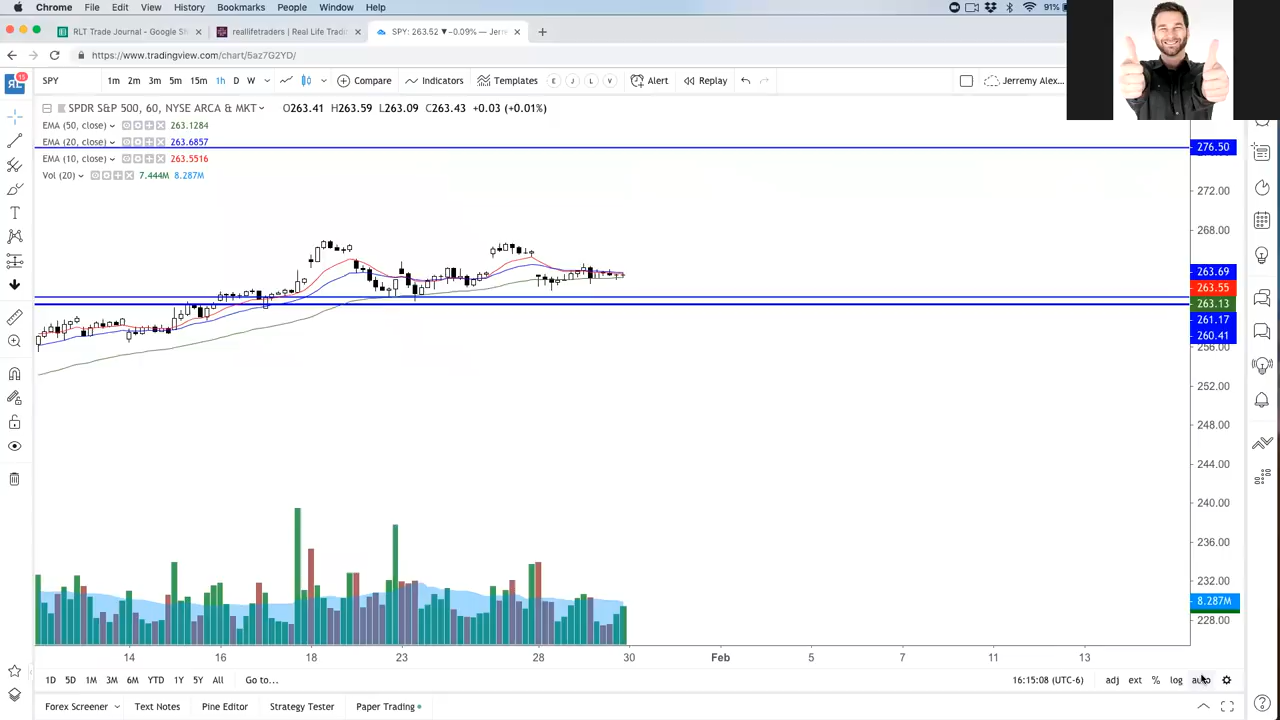 Chrome File Edit View History Bookmarks People Window Help 91%
RLT Trade Journal - Google Sh × reallifetraders | Real Life Tradi × SPY: 263.52 ▼−0.09% — Jerre × +
https://www.tradingview.com/chart/5az7G2YD/
RL 15 SPY 1m 2m 3m 5m 15m 1h D W Compare Indicators Templates E J L V Alert Replay Jerremy Alex...
SPDR S&P 500, 60, NYSE ARCA & MKT O263.41 H263.59 L263.09 C263.43 +0.03 (+0.01%)
EMA (50, close) 263.1284
EMA (20, close) 263.6857
EMA (10, close) 263.5516
Vol (20) 7.444M 8.287M
276.50
272.00
268.00
263.69
263.55
263.13
261.17
260.41
256.00
252.00
248.00
244.00
240.00
236.00
232.00
8.287M
228.00
14 16 18 23 28 30 Feb 5 7 11 13
1D 5D 1M 3M 6M YTD 1Y 5Y All Go to... 16:15:08 (UTC-6) adj ext % log auto
Forex Screener Text Notes Pine Editor Strategy Tester Paper Trading